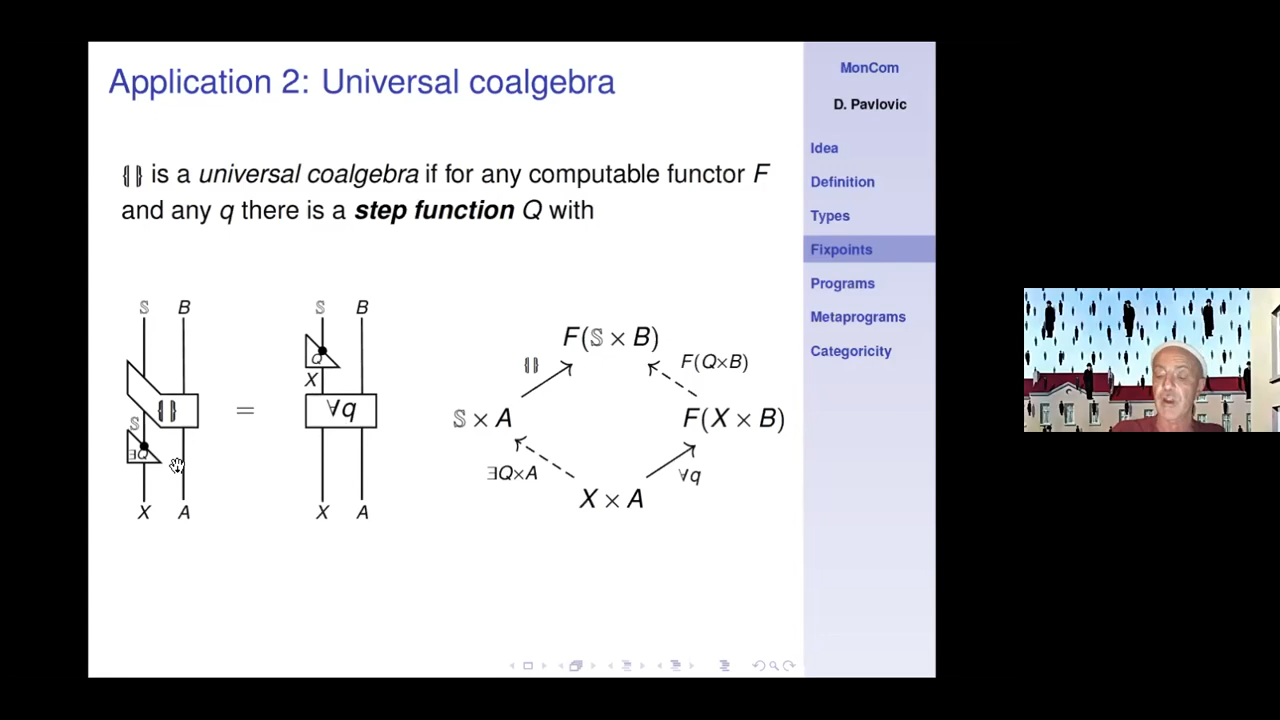 Application 2: Universal coalgebra
{} is a universal coalgebra if for any computable functor F
and any q there is a step function Q with
𝕊 B
{}
𝕊
∃Q
X A
=
𝕊 B
Q
X
∀q
X A
F(𝕊 × B)
{} F(Q×B)
𝕊 × A F(X × B)
∃Q×A ∀q
X × A
MonCom
D. Pavlovic
Idea
Definition
Types
Fixpoints
Programs
Metaprograms
Categoricity